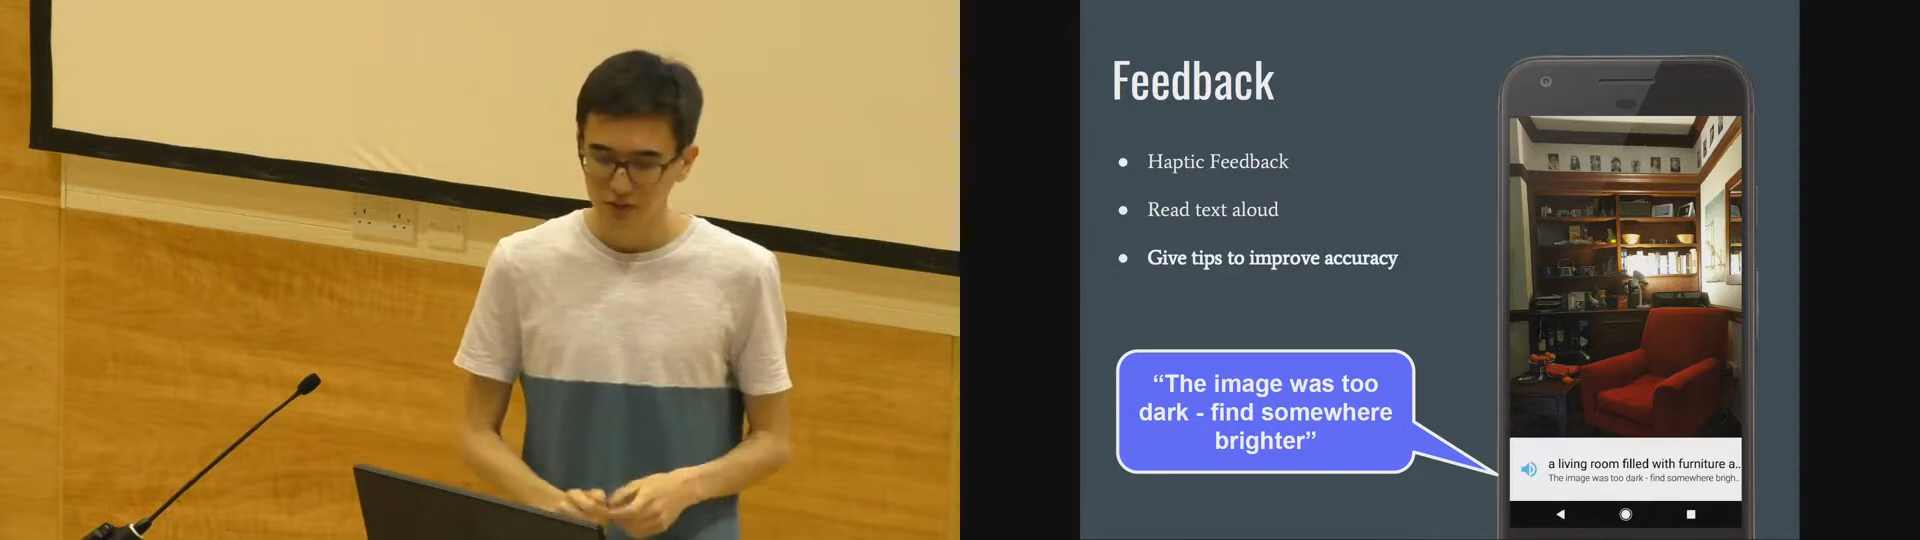 Feedback
Haptic Feedback
Read text aloud
Give tips to improve accuracy
“The image was too
dark - find somewhere
brighter”
a living room filled with furniture a..
The image was too dark - find somewhere brigh..